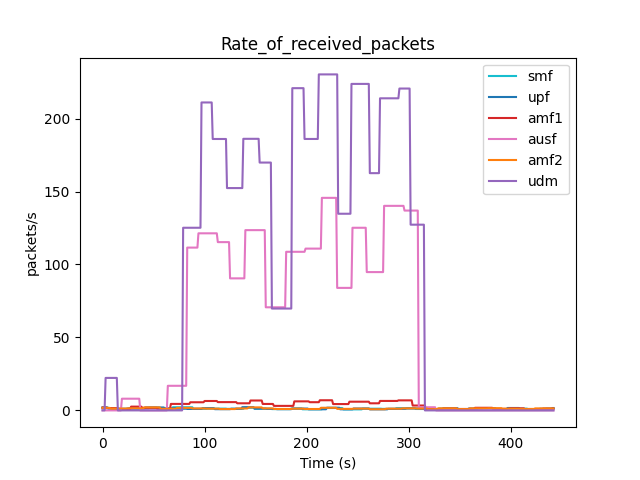 Rate_of_received_packets
smf
upf
amf1
ausf
amf2
udm
packets/s
200
150
100
50
0
0 100 200 300 400
Time (s)